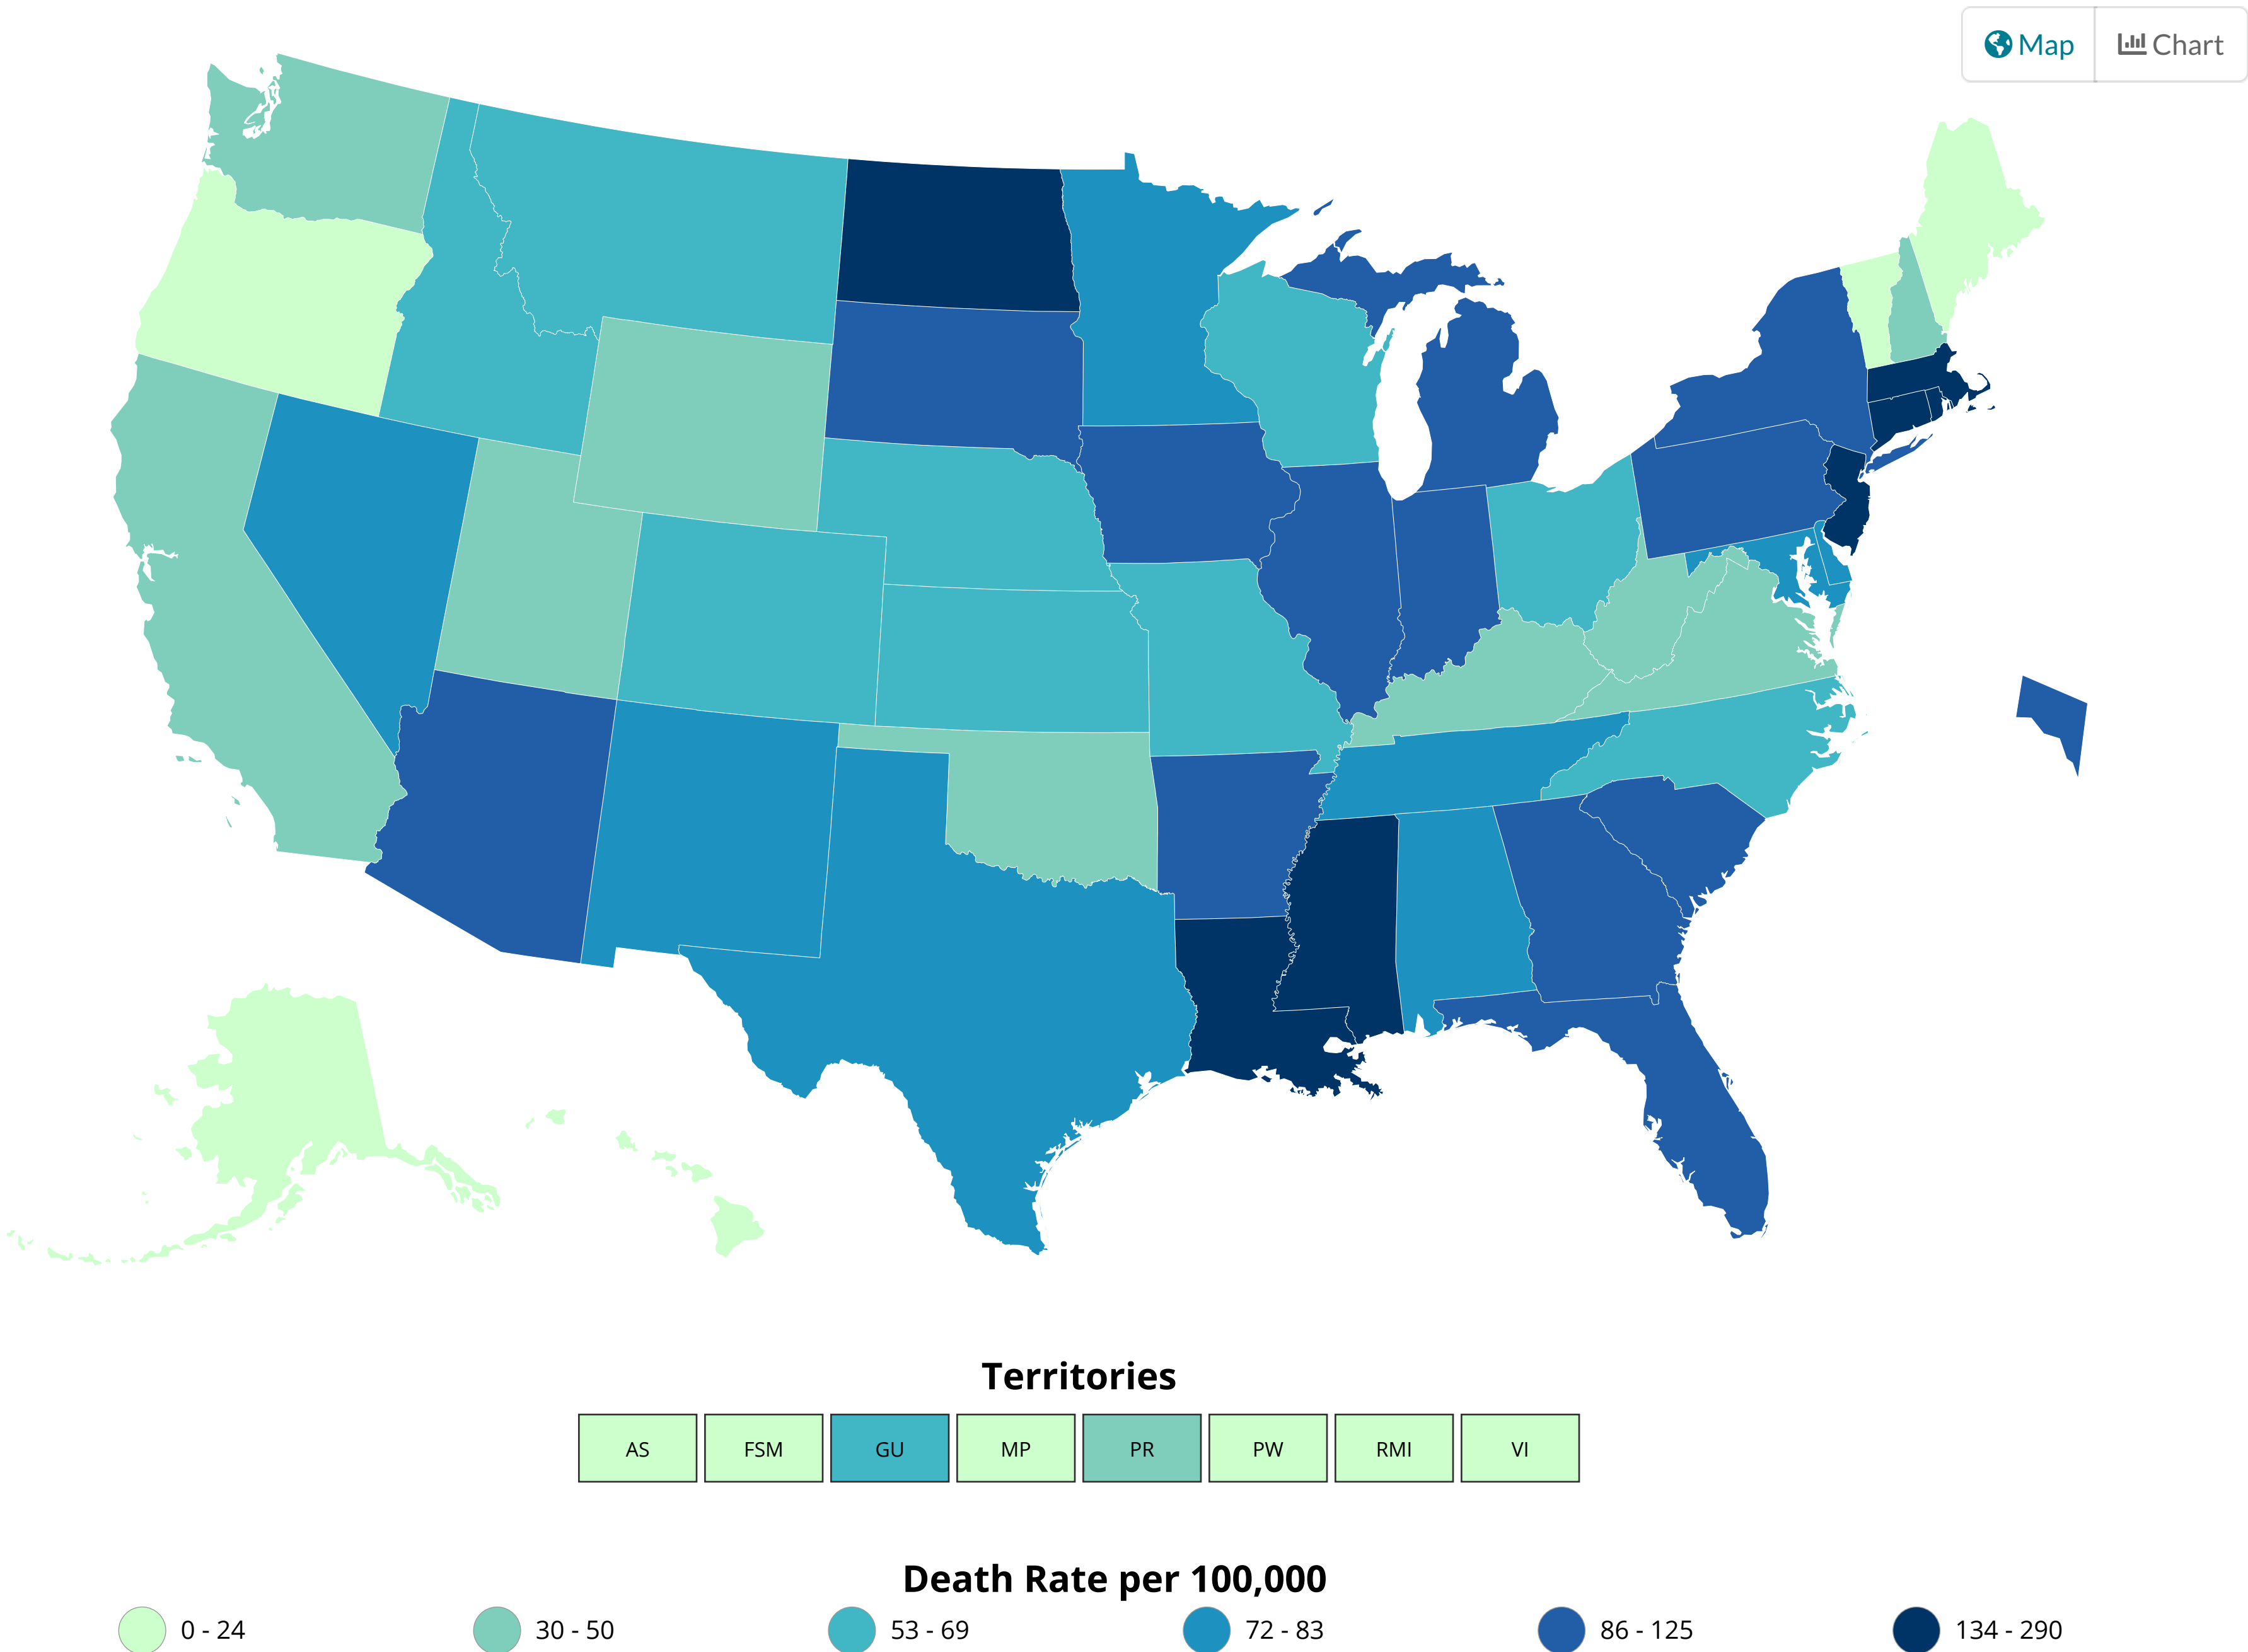 Map Chart
Territories
AS FSM GU MP PR PW RMI VI
Death Rate per 100,000
0 - 24 30 - 50 53 - 69 72 - 83 86 - 125 134 - 290